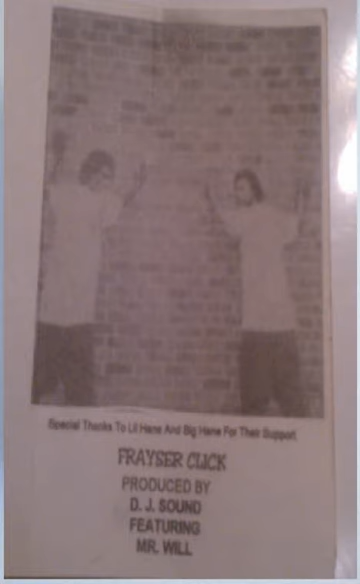 Special Thanks To Lil Hane And Big Hane For Their Support
FRAYSER CLICK
PRODUCED BY
D. J. SOUND
FEATURING
MR. WILL